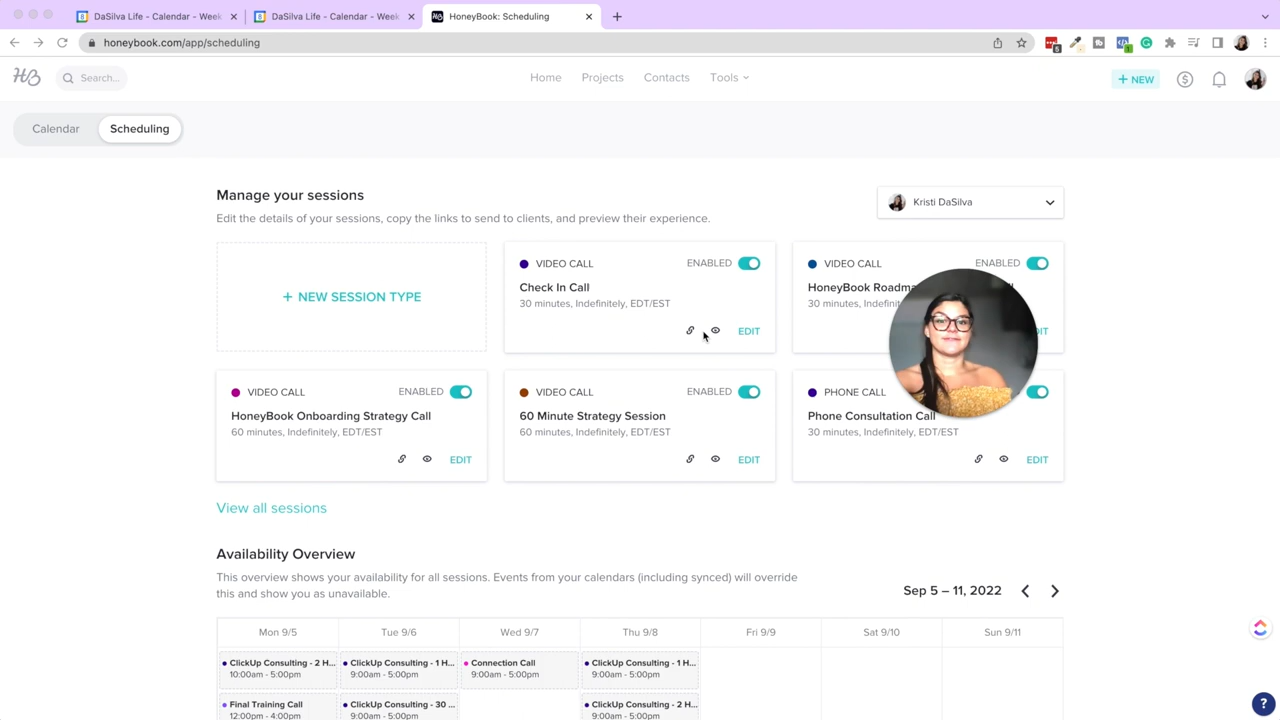 DaSilva Life - Calendar - Week
DaSilva Life - Calendar - Week
HoneyBook: Scheduling
honeybook.com/app/scheduling
HB
Search...
Home
Projects
Contacts
Tools
+ NEW
Calendar
Scheduling
Manage your sessions
Edit the details of your sessions, copy the links to send to clients, and preview their experience.
Kristi DaSilva
+ NEW SESSION TYPE
VIDEO CALL
ENABLED
Check In Call
30 minutes, Indefinitely, EDT/EST
EDIT
VIDEO CALL
ENABLED
HoneyBook Roadma
30 minutes, Indefinit
VIDEO CALL
ENABLED
HoneyBook Onboarding Strategy Call
60 minutes, Indefinitely, EDT/EST
EDIT
VIDEO CALL
ENABLED
60 Minute Strategy Session
60 minutes, Indefinitely, EDT/EST
EDIT
PHONE CALL
Phone Consultation Call
30 minutes, Indefinitely, EDT/EST
EDIT
View all sessions
Availability Overview
This overview shows your availability for all sessions. Events from your calendars (including synced) will override
this and show you as unavailable.
Sep 5 – 11, 2022
Mon 9/5
Tue 9/6
Wed 9/7
Thu 9/8
Fri 9/9
Sat 9/10
Sun 9/11
ClickUp Consulting - 2 H...
10:00am - 5:00pm
ClickUp Consulting - 1 H...
9:00am - 5:00pm
Connection Call
9:00am - 5:00pm
ClickUp Consulting - 1 H...
9:00am - 5:00pm
Final Training Call
12:00pm - 4:00pm
ClickUp Consulting - 30 ...
9:00am - 5:00pm
ClickUp Consulting - 2 H...
9:00am - 5:00pm
?